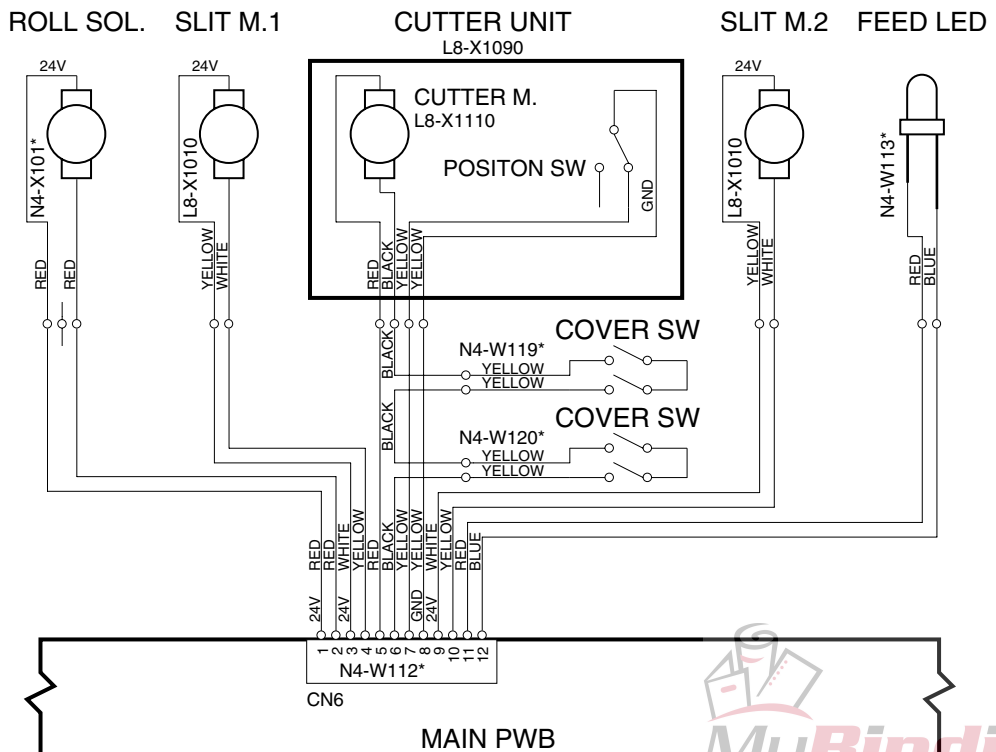 ROLL SOL. SLIT M.1 CUTTER UNIT SLIT M.2 FEED LED
L8-X1090
24V 24V 24V
CUTTER M.
L8-X1110
POSITON SW
GND
N4-X101*
L8-X1010
L8-X1010
N4-W113*
RED RED YELLOW WHITE RED BLACK YELLOW YELLOW YELLOW WHITE RED BLUE
COVER SW
N4-W119*
YELLOW
YELLOW
BLACK
COVER SW
N4-W120*
YELLOW
YELLOW
BLACK
RED RED WHITE YELLOW RED BLACK YELLOW YELLOW WHITE YELLOW RED BLUE
24V 24V GND 24V
1 2 3 4 5 6 7 8 9 10 11 12
N4-W112*
CN6
MAIN PWB
MyBindi